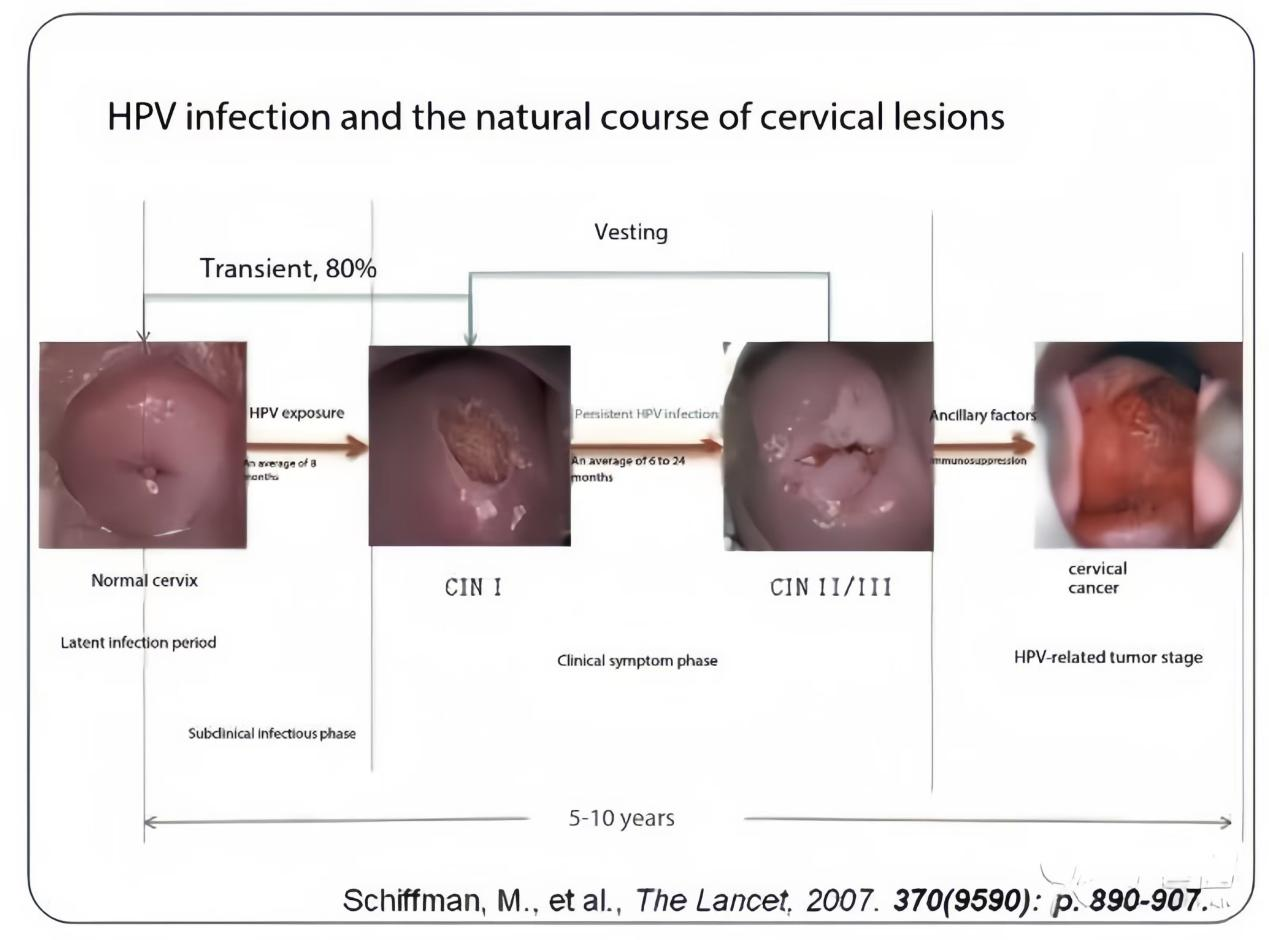 HPV infection and the natural course of cervical lesions
Vesting
Transient, 80%
HPV exposure
An average of 8
months
Persistent HPV infection
An average of 6 to 24
months
Ancillary factors
mmunosuppression
Normal cervix
CIN I
CIN II/III
cervical
cancer
Latent infection period
Clinical symptom phase
HPV-related tumor stage
Subclinical infectious phase
5-10 years
Schiffman, M., et al., The Lancet, 2007. 370(9590): p. 890-907.